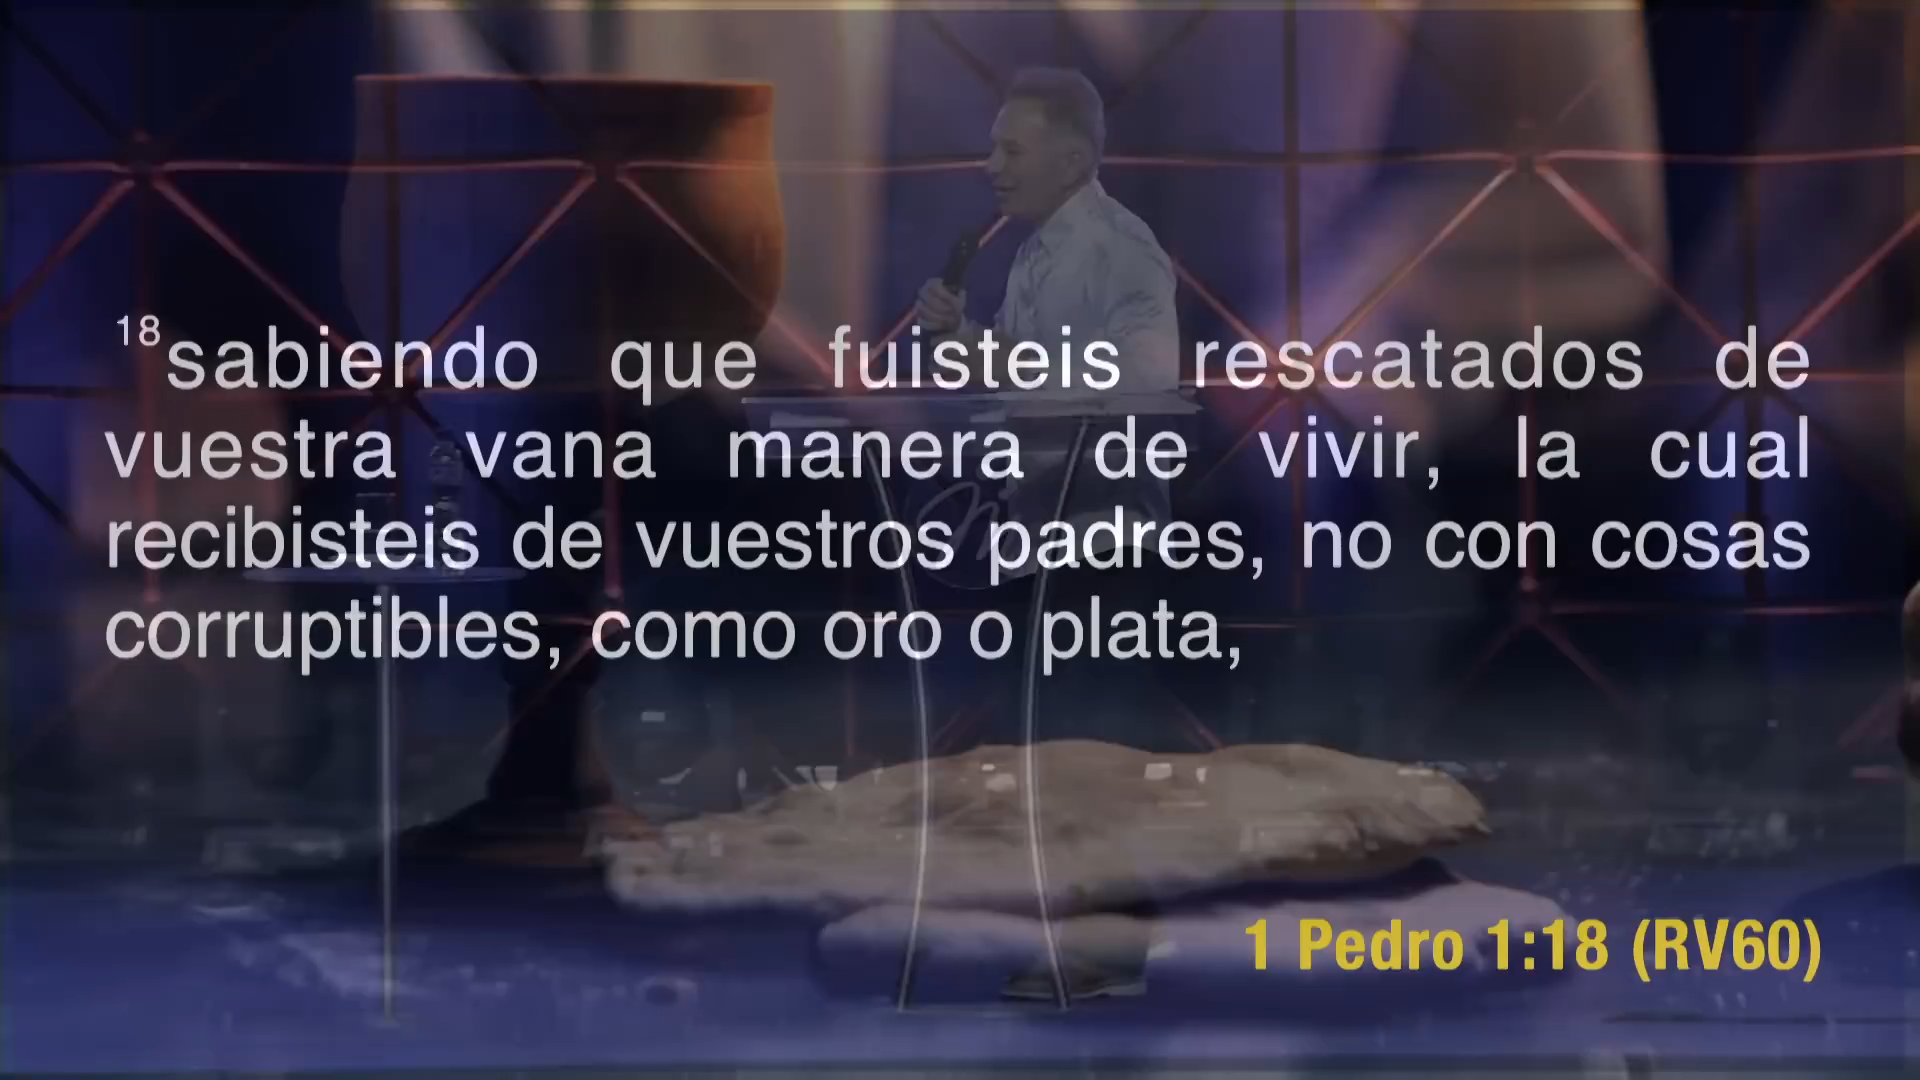 18sabiendo que fuisteis rescatados de
vuestra vana manera de vivir, la cual
recibisteis de vuestros padres, no con cosas
corruptibles, como oro o plata,
1 Pedro 1:18 (RV60)